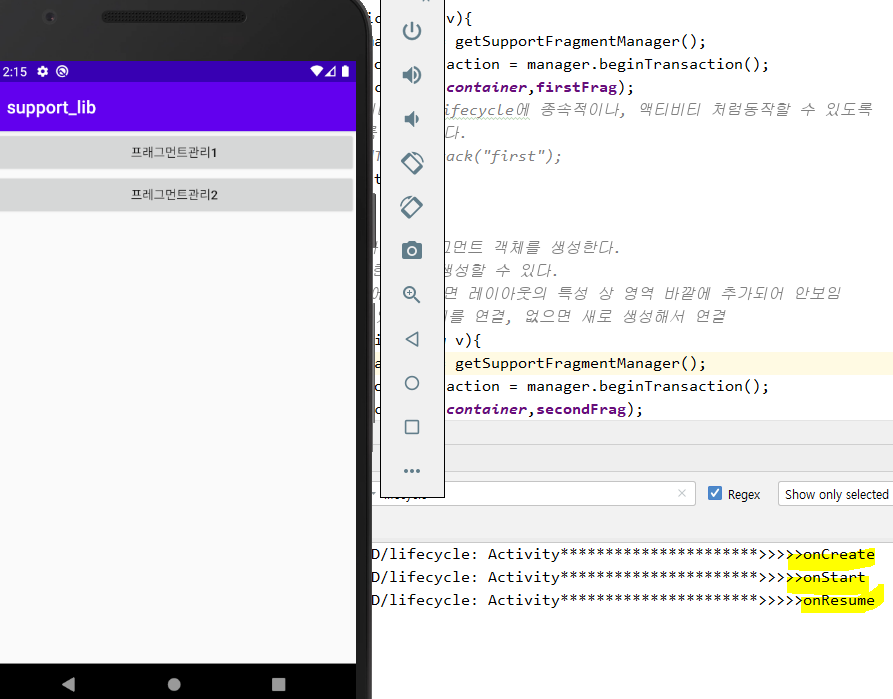 2:15
support_lib
프래그먼트관리1
프레그먼트관리2
v){
getSupportFragmentManager();
action = manager.beginTransaction();
container,firstFrag);
ifecycle에 종속적이나, 액티비티 처럼동작할 수 있도록
다.
ack("first");
그먼트 객체를 생성한다.
생성할 수 있다.
면 레이아웃의 특성 상 영역 바깥에 추가되어 안보임
를 연결, 없으면 새로 생성해서 연결
v){
getSupportFragmentManager();
action = manager.beginTransaction();
container,secondFrag);
Regex
Show only selected
D/lifecycle: Activity**********************>>>>>onCreate
D/lifecycle: Activity**********************>>>>>onStart
D/lifecycle: Activity**********************>>>>>onResume